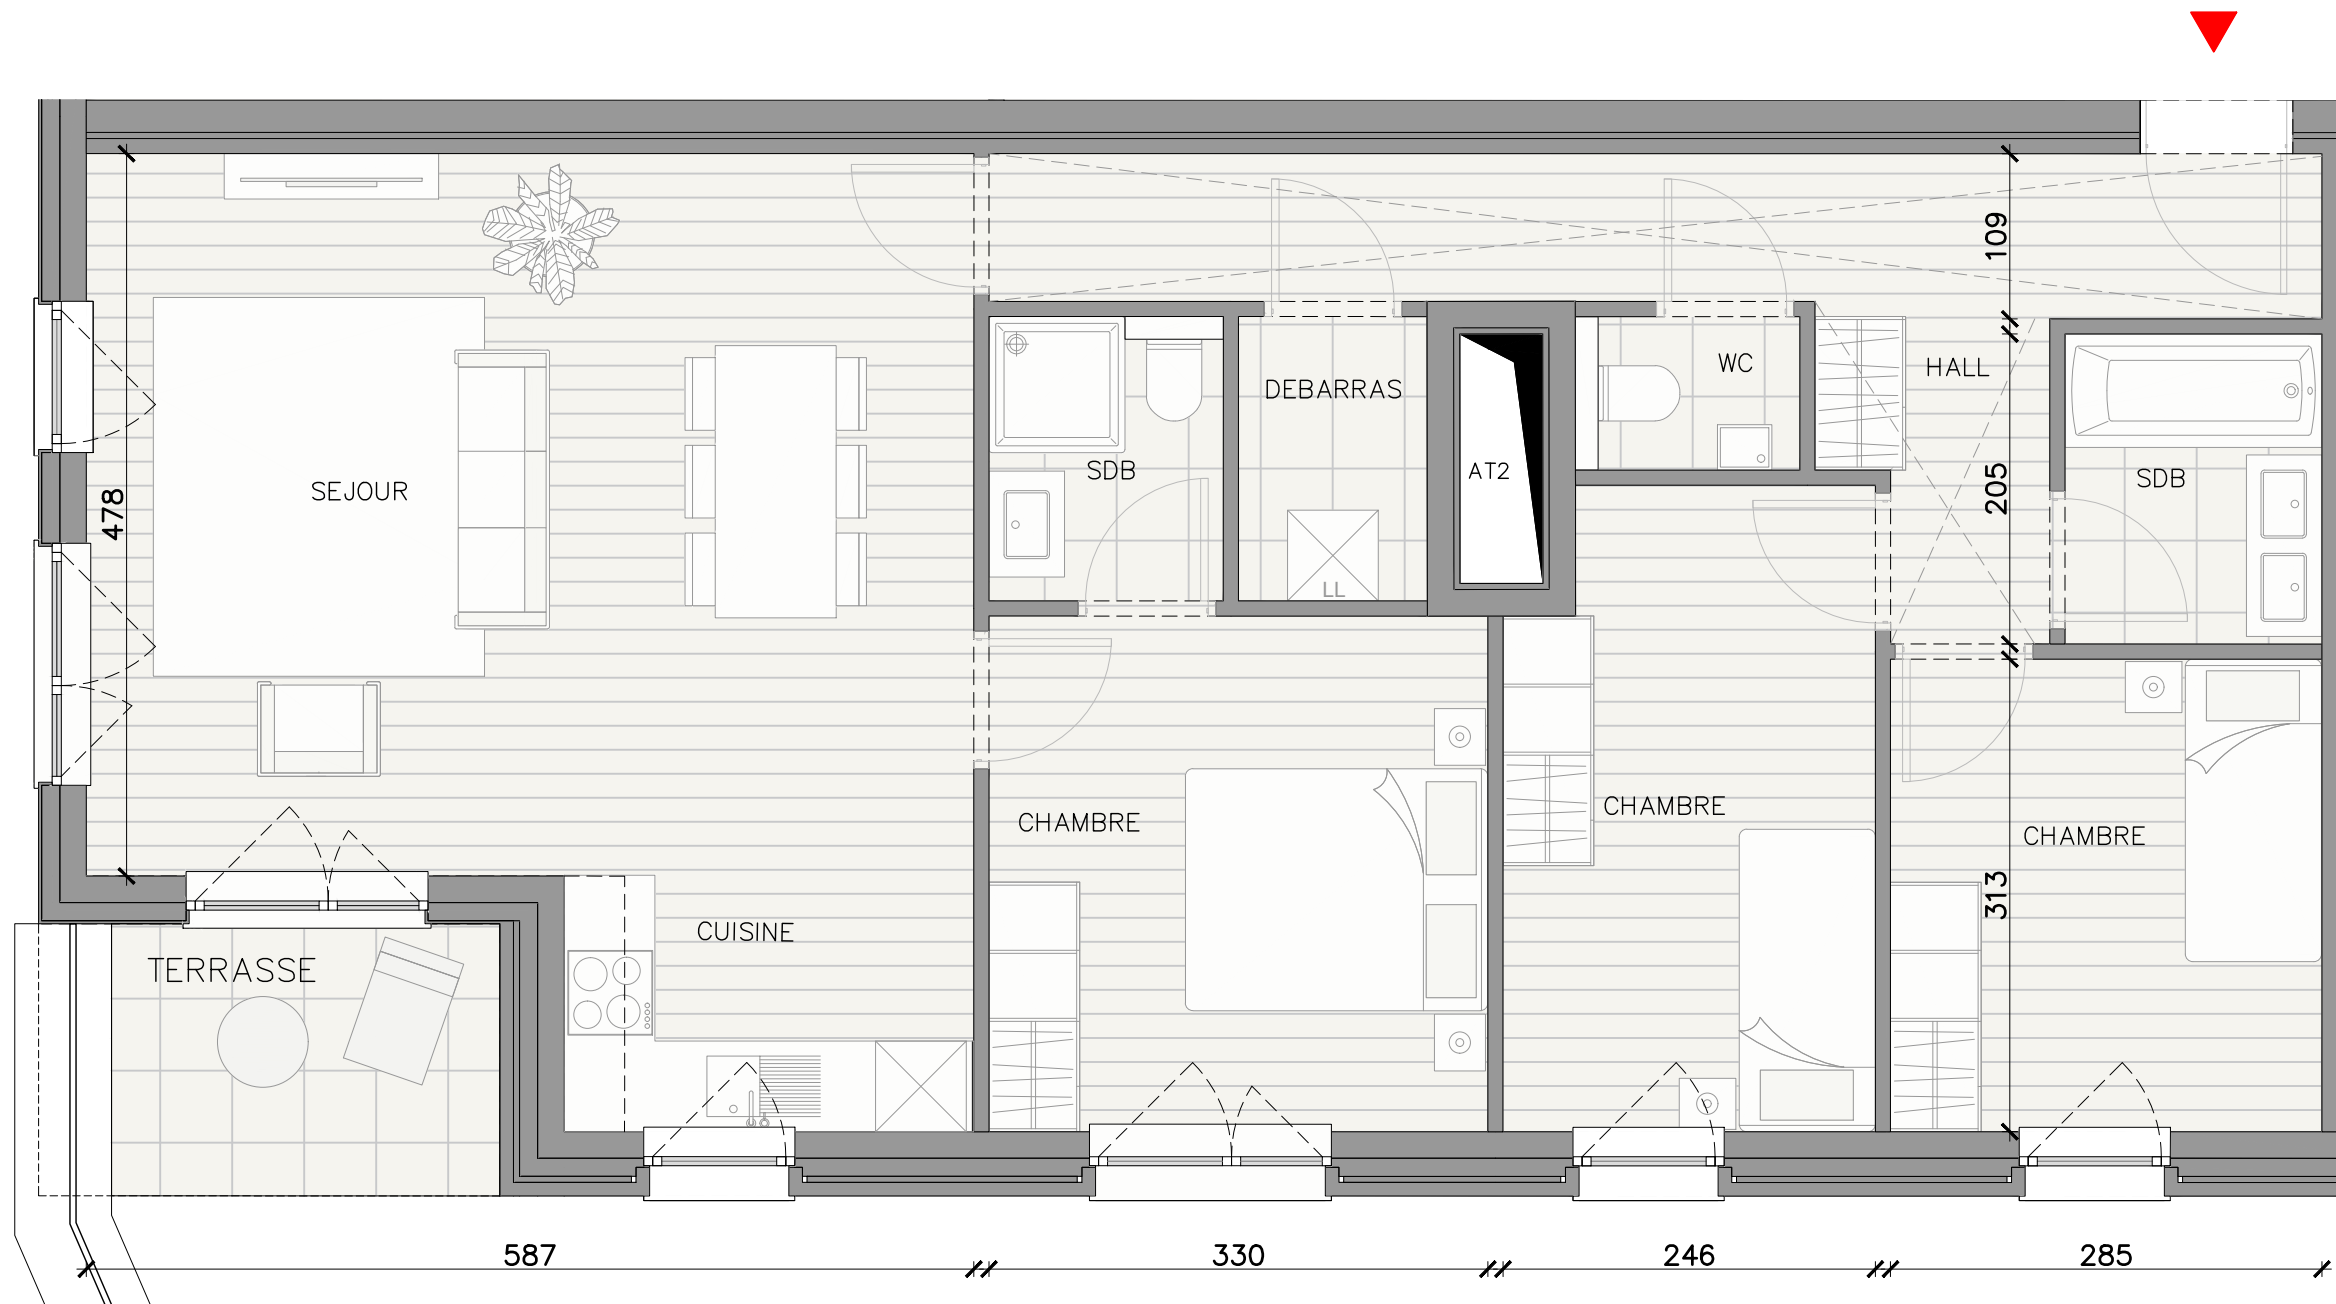 109
WC
HALL
DEBARRAS
SDB
AT2
SDB
SEJOUR
478
205
LL
CHAMBRE
CHAMBRE
CHAMBRE
313
CUISINE
TERRASSE
587
330
246
285